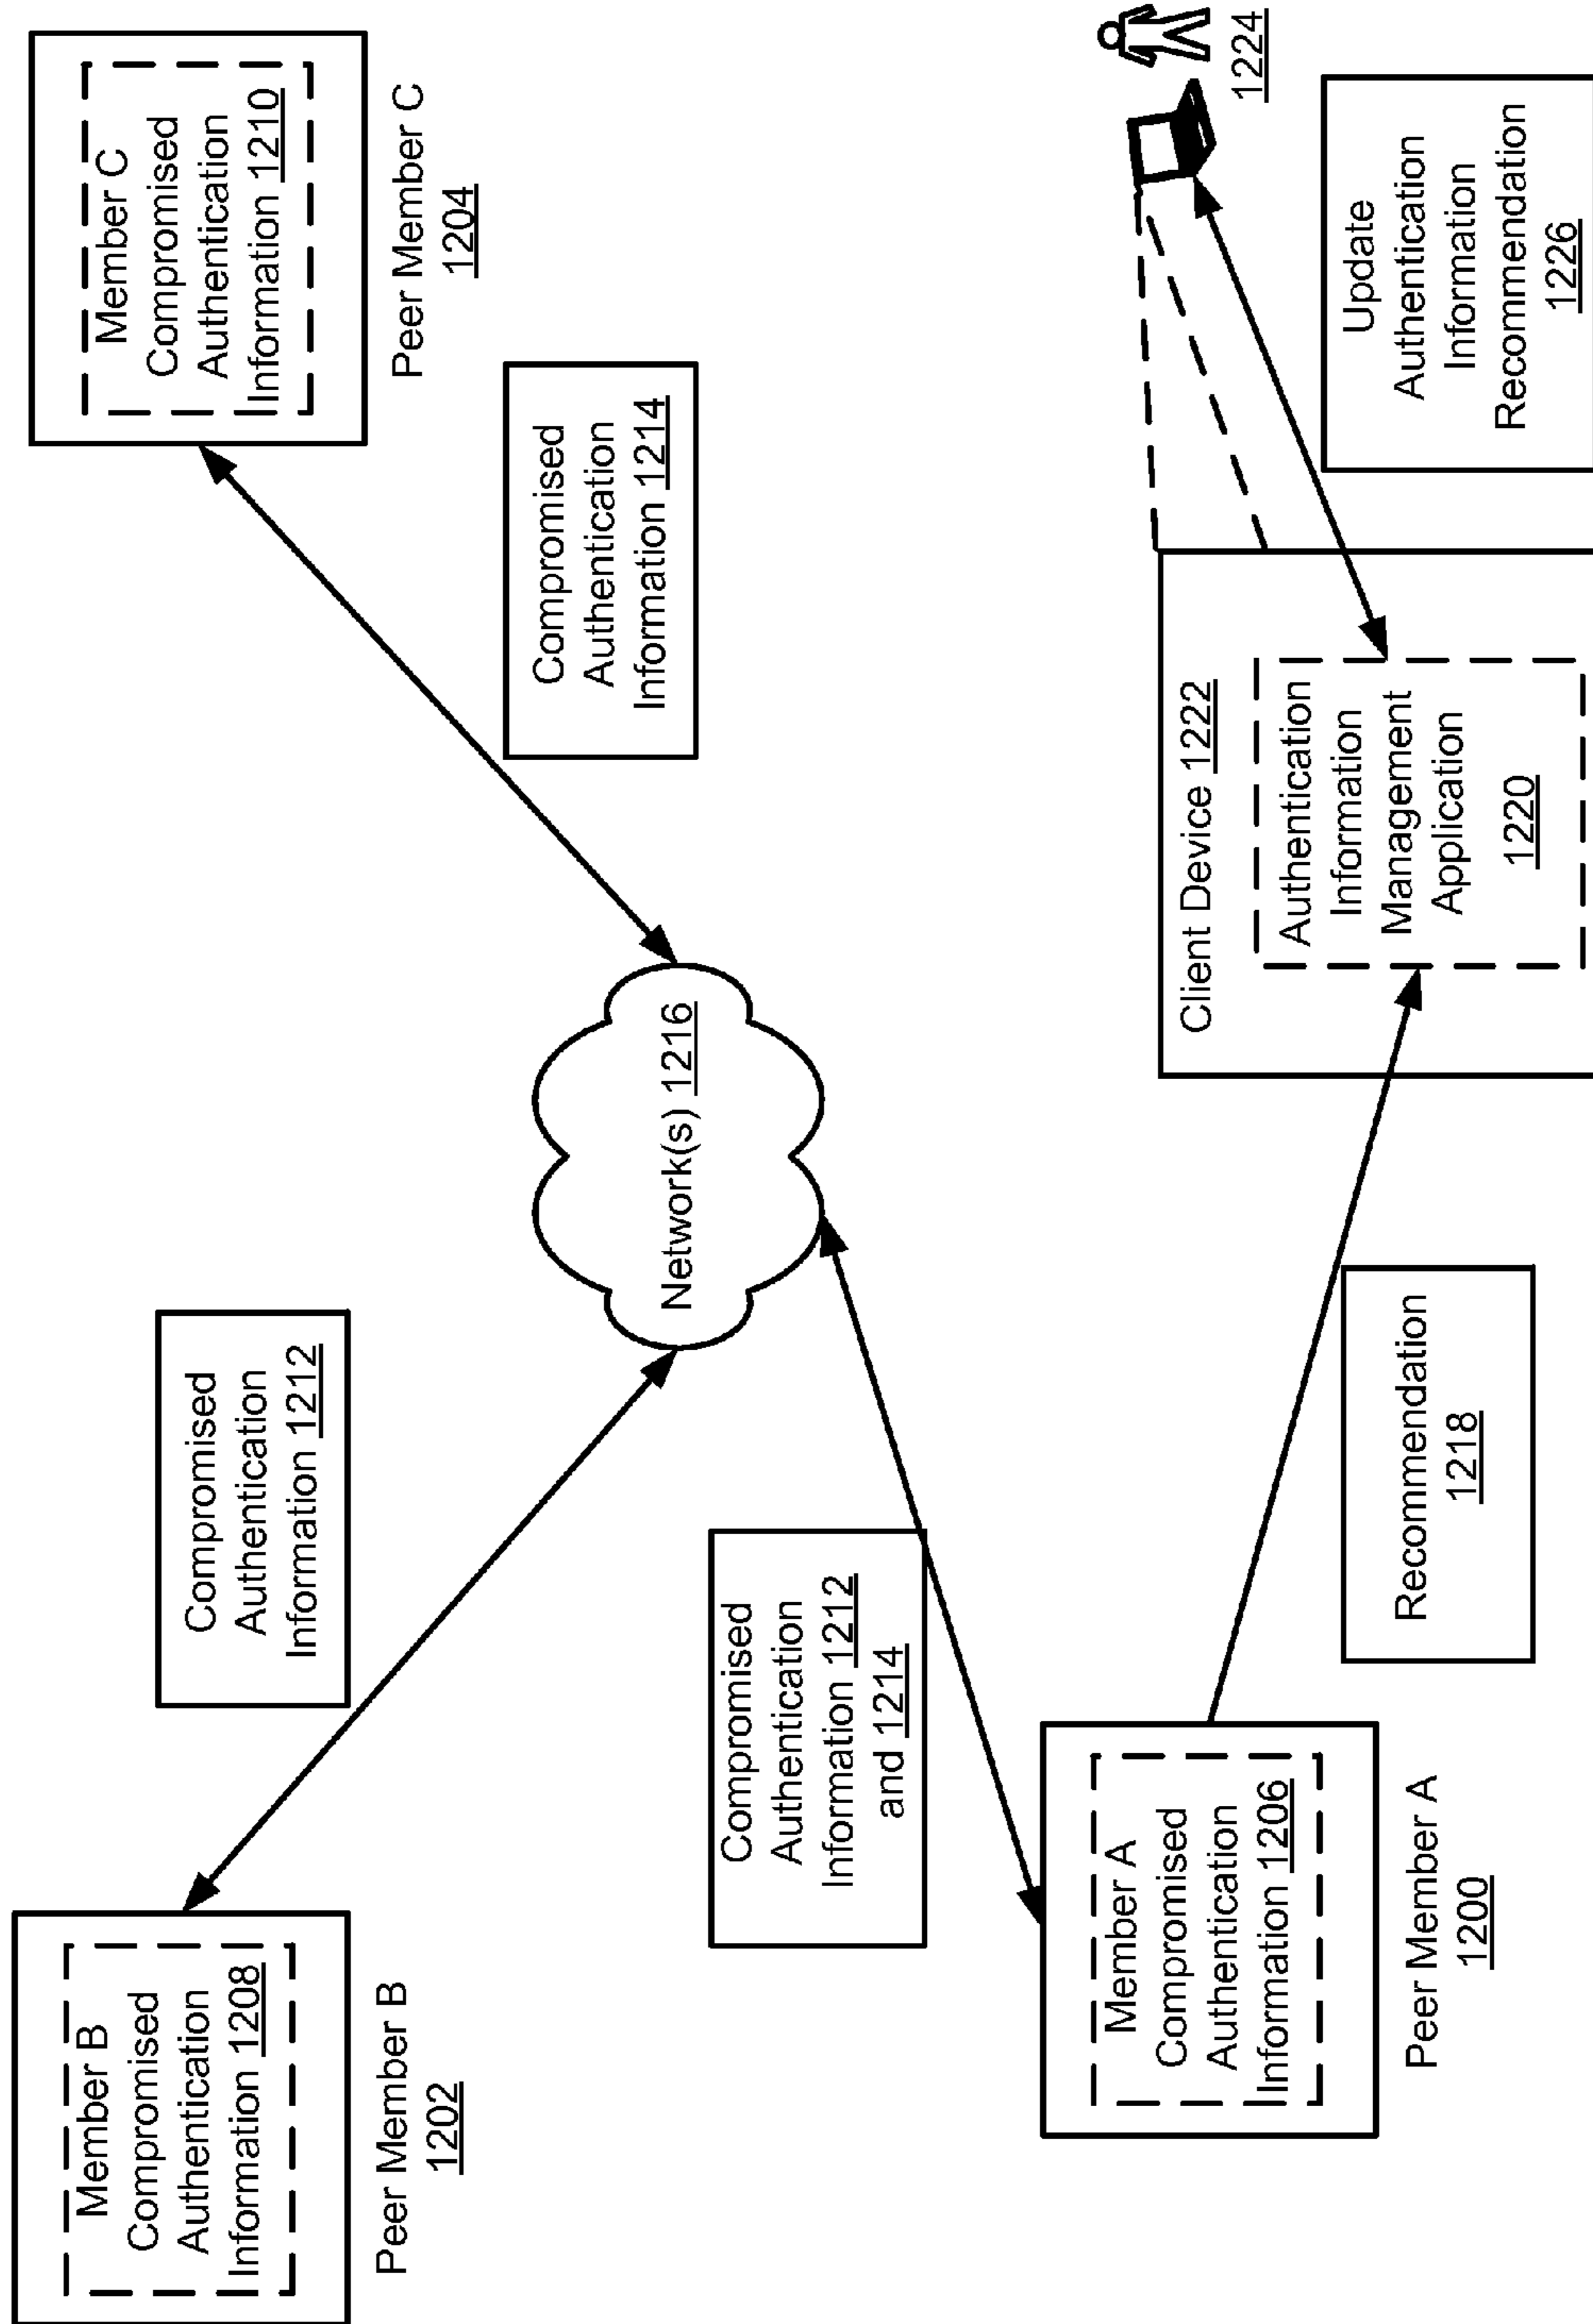 Member B
Compromised
Authentication
Information 1208
Peer Member B
1202
Compromised
Authentication
Information 1212
Member C
Compromised
Authentication
Information 1210
Peer Member C
1204
Compromised
Authentication
Information 1214
Network(s) 1216
Compromised
Authentication
Information 1212
and 1214
Member A
Compromised
Authentication
Information 1206
Peer Member A
1200
Recommendation
1218
Client Device 1222
Authentication
Information
Management
Application
1220
1224
Update
Authentication
Information
Recommendation
1226